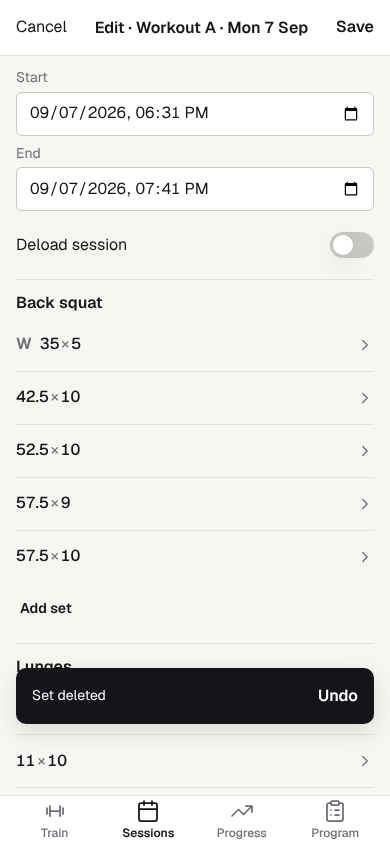 Cancel Edit · Workout A · Mon 7 Sep Save
Start
09/07/2026, 06:31 PM
End
09/07/2026, 07:41 PM
Deload session
Back squat
W 35×5
42.5×10
52.5×10
57.5×9
57.5×10
Add set
Lunges
Set deleted Undo
11×10
Train Sessions Progress Program